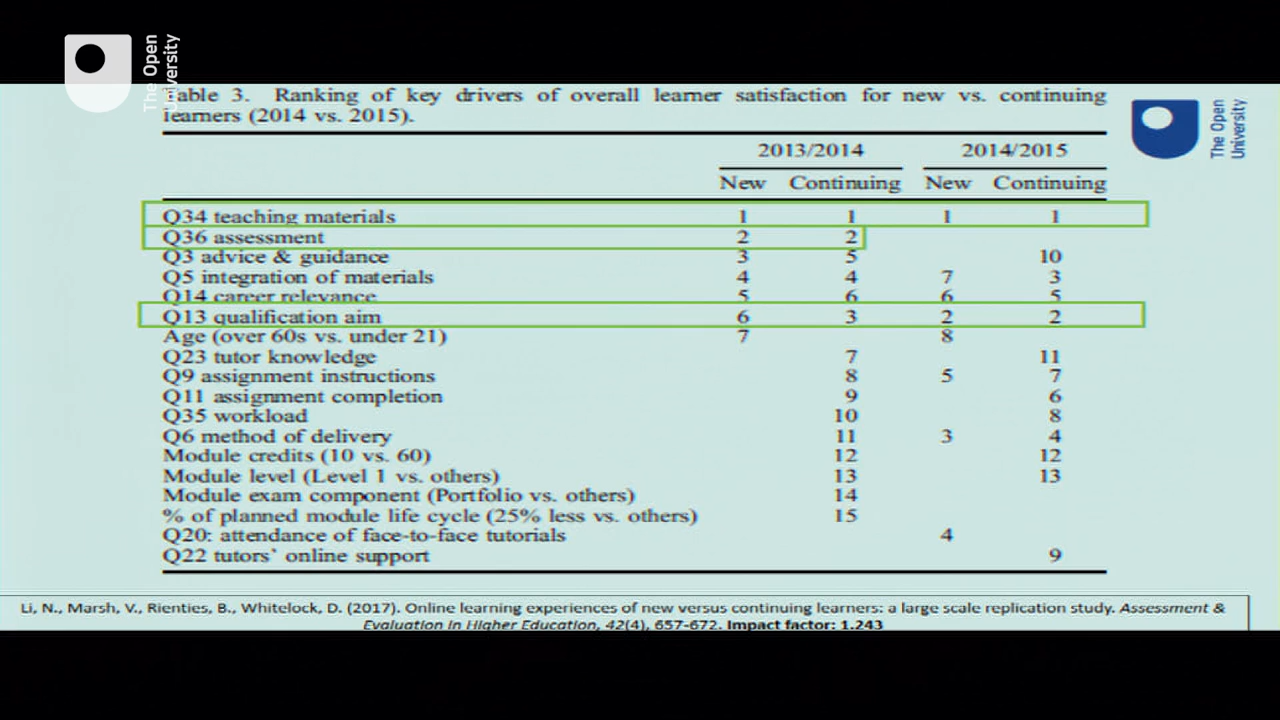 The Open
University
Table 3. Ranking of key drivers of overall learner satisfaction for new vs. continuing
learners (2014 vs. 2015).
The Open
University
2013/2014 2014/2015
New Continuing New Continuing
Q34 teaching materials 1 1 1 1
Q36 assessment 2 2
Q3 advice & guidance 3 5 10
Q5 integration of materials 4 4 7 3
Q14 career relevance 5 6 6 5
Q13 qualification aim 6 3 2 2
Age (over 60s vs. under 21) 7 8
Q23 tutor knowledge 7 11
Q9 assignment instructions 8 5 7
Q11 assignment completion 9 6
Q35 workload 10 8
Q6 method of delivery 11 3 4
Module credits (10 vs. 60) 12 12
Module level (Level 1 vs. others) 13 13
Module exam component (Portfolio vs. others) 14
% of planned module life cycle (25% less vs. others) 15
Q20: attendance of face-to-face tutorials 4
Q22 tutors' online support 9
Li, N., Marsh, V., Rienties, B., Whitelock, D. (2017). Online learning experiences of new versus continuing learners: a large scale replication study. Assessment &
Evaluation in Higher Education, 42(4), 657-672. Impact factor: 1.243